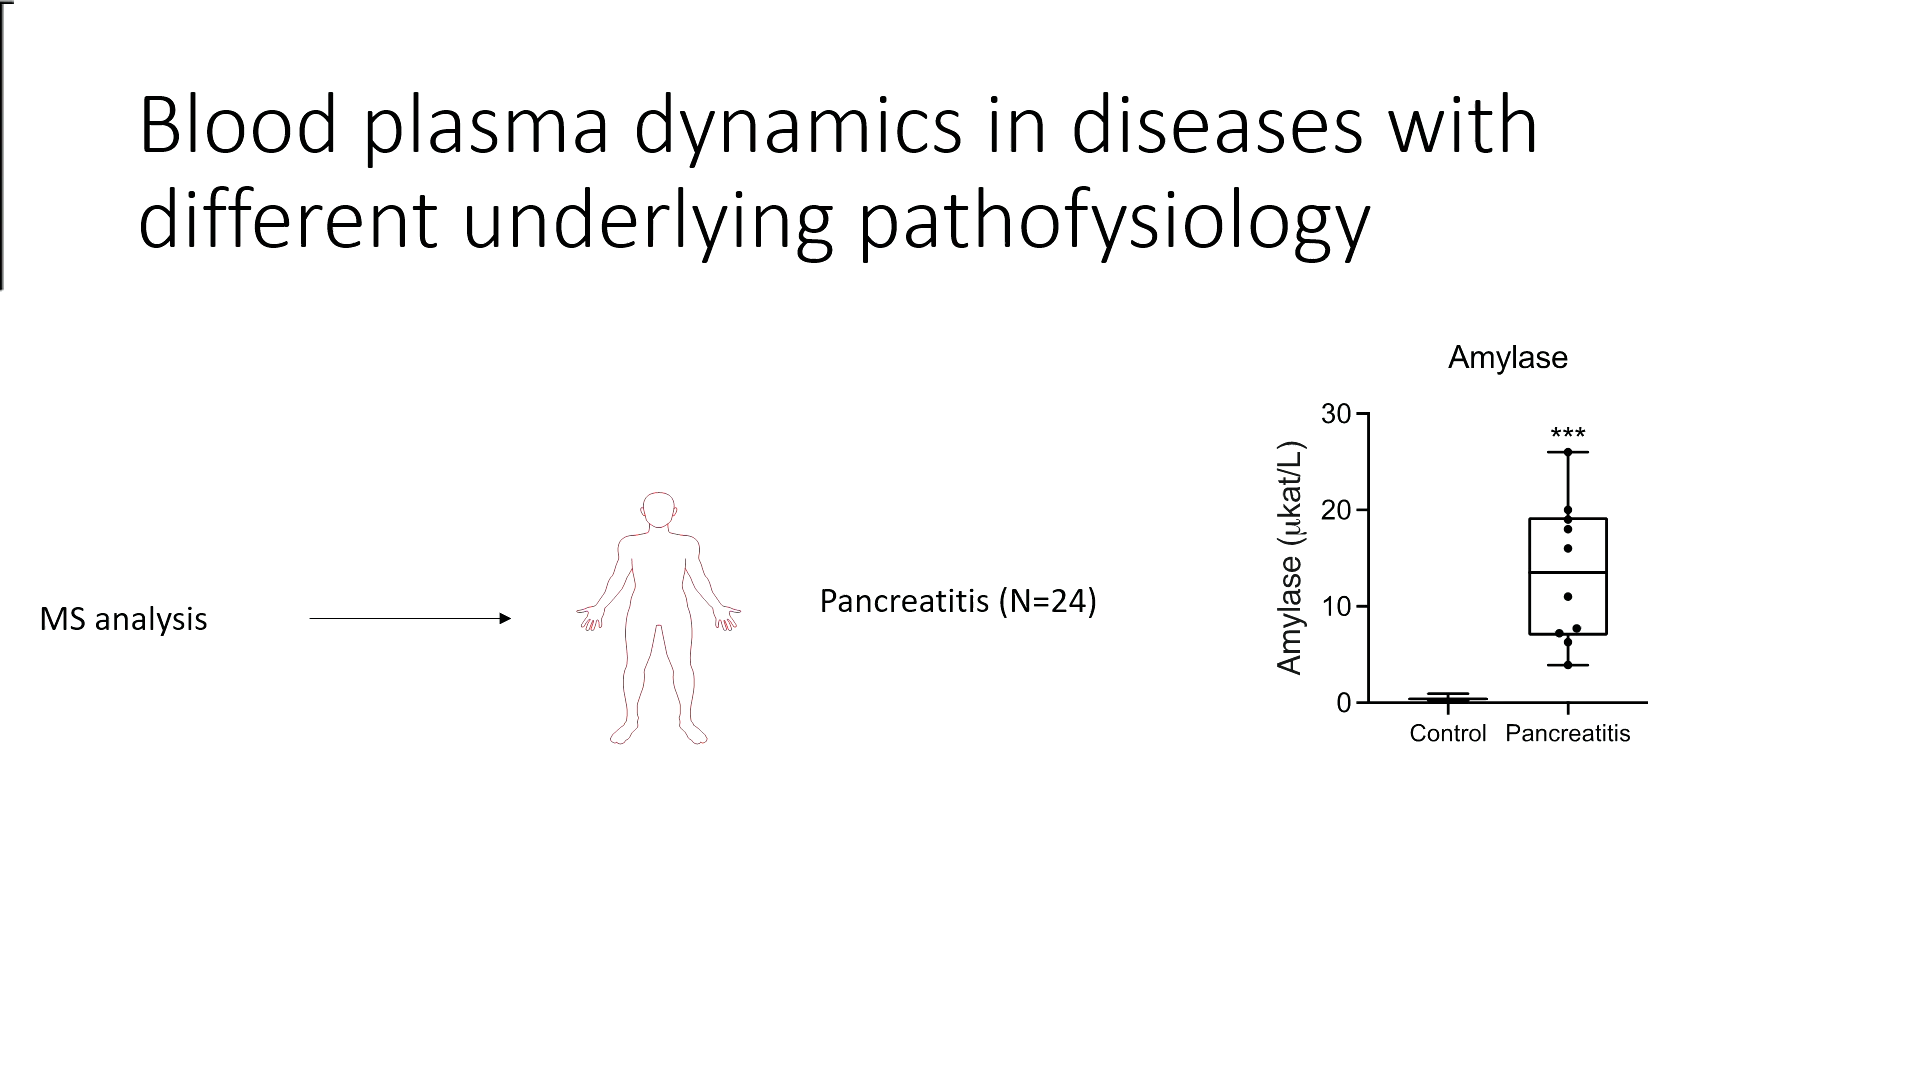 Blood plasma dynamics in diseases with
different underlying pathofysiology
MS analysis
Pancreatitis (N=24)
Amylase
Amylase (µkat/L)
30
20
10
0
***
Control Pancreatitis